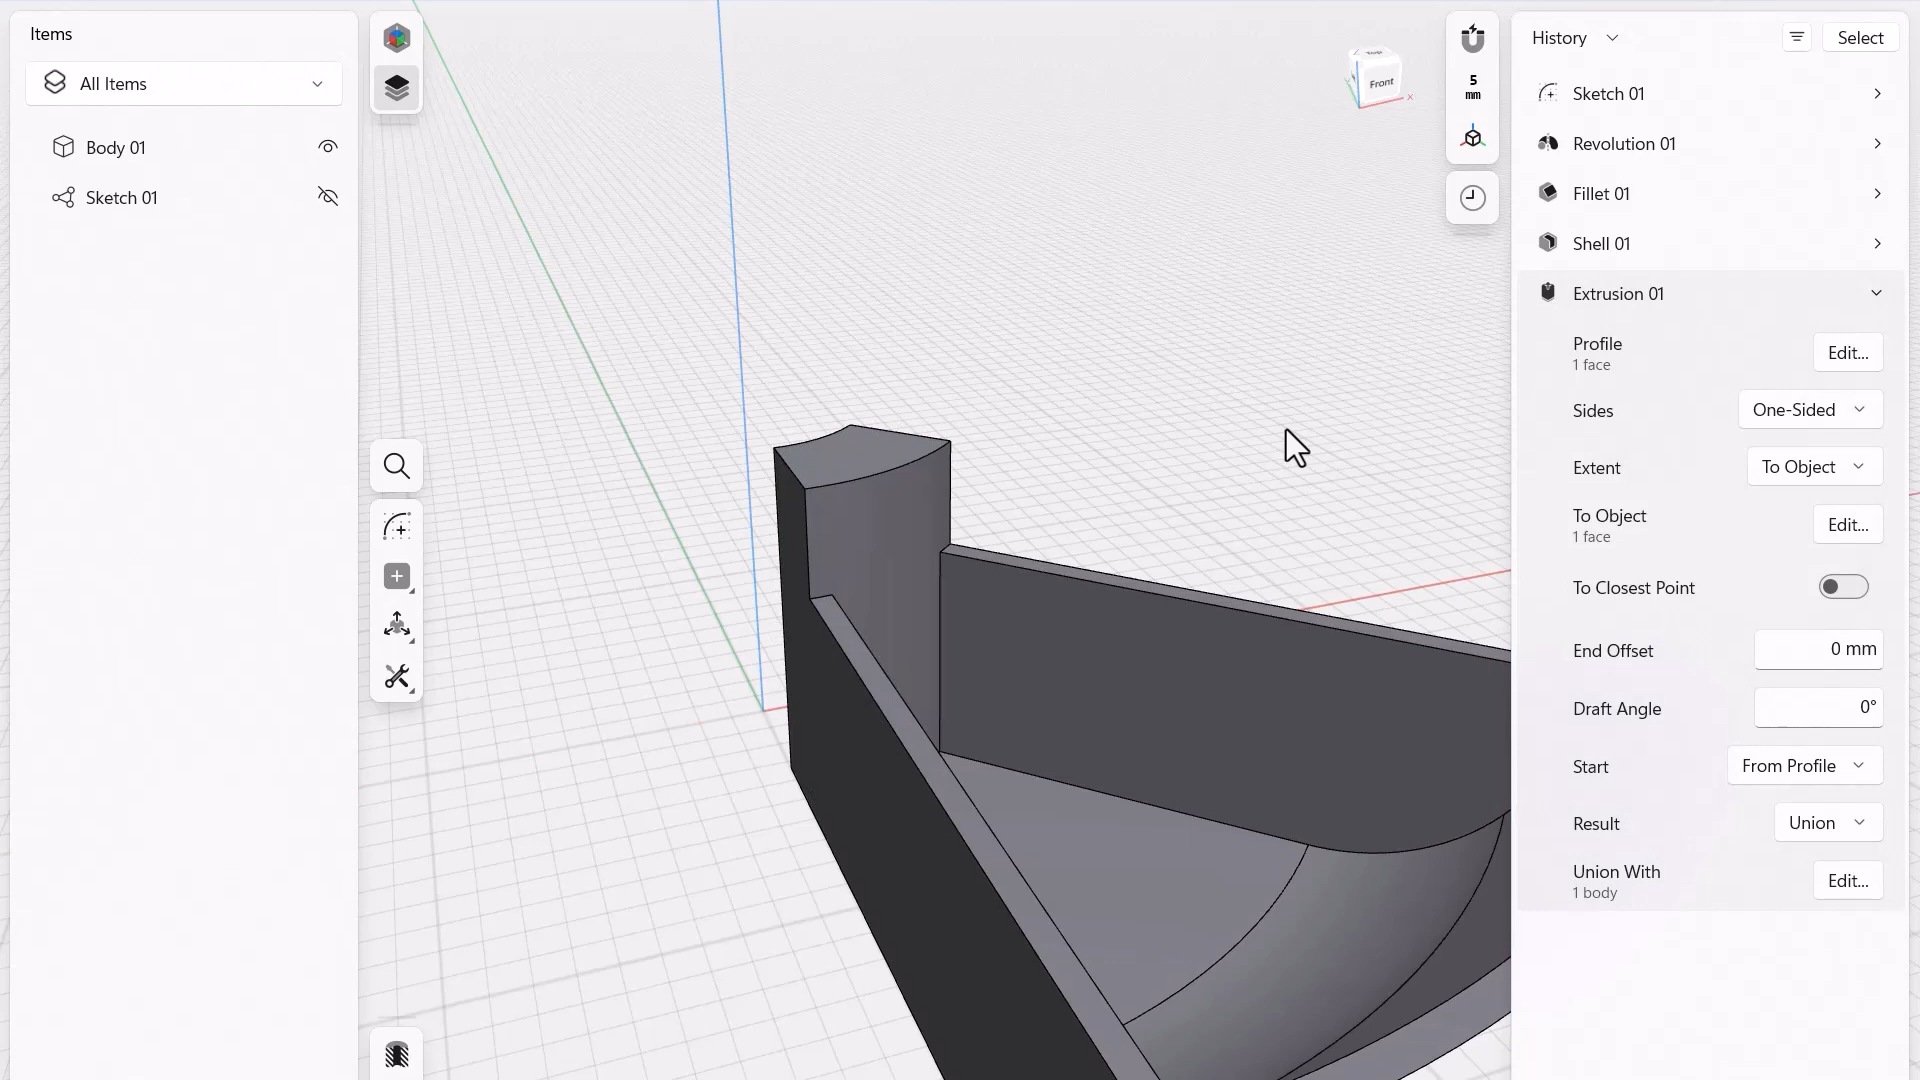 Items
All Items
Body 01
Sketch 01
Top
Front
X
5
mm
History
Select
Sketch 01
Revolution 01
Fillet 01
Shell 01
Extrusion 01
Profile
1 face
Edit...
Sides
One-Sided
Extent
To Object
To Object
1 face
Edit...
To Closest Point
End Offset
0 mm
Draft Angle
0°
Start
From Profile
Result
Union
Union With
1 body
Edit...